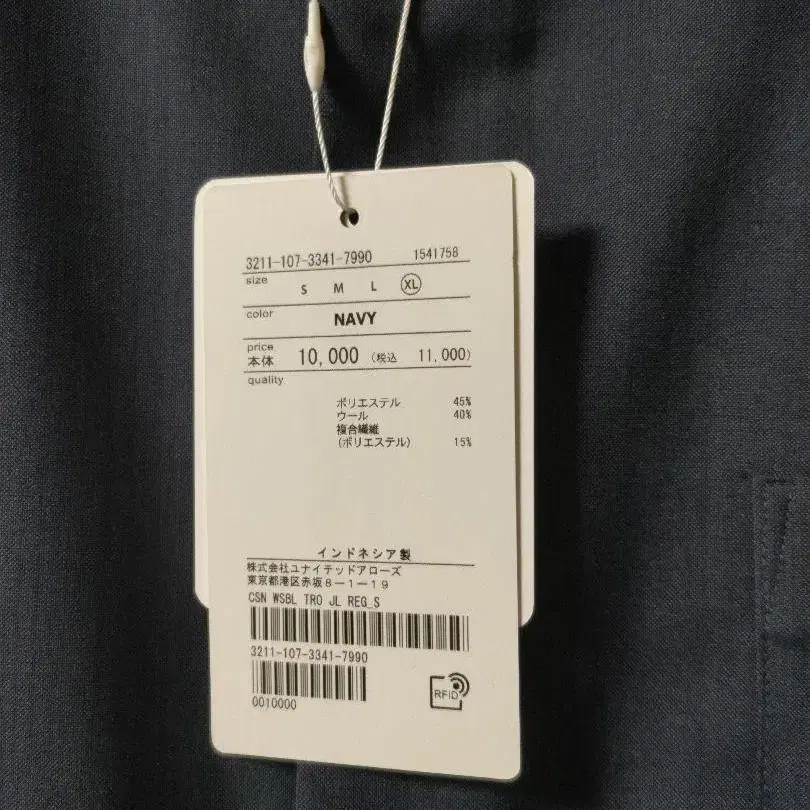 3211-107-3341-7990 1541758
size S M L XL
color NAVY
price
本体 10,000 (税込 11,000)
quality
ポリエステル 45%
ウール 40%
複合繊維
(ポリエステル) 15%
インドネシア製
株式会社ユナイテッドアローズ
東京都港区赤坂8-1-19
CSN WSBL TRO JL REG_S
3211-107-3341-7990
0010000
RFID